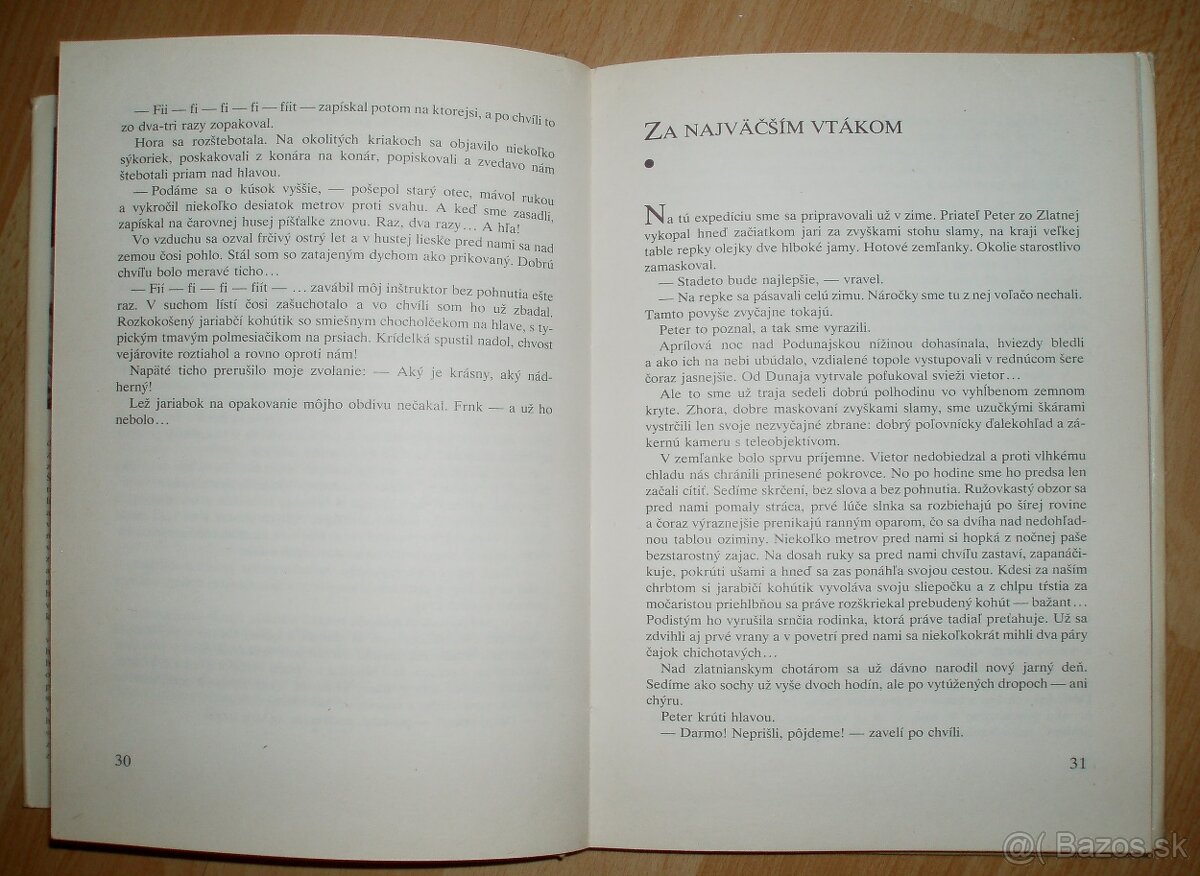 — Fii — fi — fi — fi — fíit — zapískal potom na ktorejsi, a po chvíli to
zo dva-tri razy zopakoval.
Hora sa rozštebotala. Na okolitých kriakoch sa objavilo niekoľko
sýkoriek, poskakovali z konára na konár, popiskovali a zvedavo nám
štebotali priam nad hlavou.
— Podáme sa o kúsok vyššie, — pošepol starý otec, mávol rukou
a vykročil niekoľko desiatok metrov proti svahu. A keď sme zasadli,
zapískal na čarovnej husej píšťalke znovu. Raz, dva razy... A hľa!
Vo vzduchu sa ozval frčivý ostrý let a v hustej lieske pred nami sa nad
zemou čosi pohlo. Stál som so zatajeným dychom ako prikovaný. Dobrú
chvíľu bolo meravé ticho...
— Fií — fi — fi — fiít — ... zavábil môj inštruktor bez pohnutia ešte
raz. V suchom lístí čosi zašuchotalo a vo chvíli som ho už zbadal.
Rozkokošený jariabčí kohútik so smiešnym chocholčekom na hlave, s ty-
pickým tmavým polmesiačikom na prsiach. Krídelká spustil nadol, chvost
vejárovite roztiahol a rovno oproti nám!
Napäté ticho prerušilo moje zvolanie: — Aký je krásny, aký nád-
herný!
Lež jariabok na opakovanie môjho obdivu nečakal. Frnk — a už ho
nebolo...
30
ZA NAJVÄČŠÍM VTÁKOM
•
Na tú expedíciu sme sa pripravovali už v zime. Priateľ Peter zo Zlatnej
vykopal hneď začiatkom jari za zvyškami stohu slamy, na kraji veľkej
table repky olejky dve hlboké jamy. Hotové zemľanky. Okolie starostlivo
zamaskoval.
— Stadeto bude najlepšie, — vravel.
— Na repke sa pásavali celú zimu. Náročky sme tu z nej voľačo nechali.
Tamto povyše zvyčajne tokajú.
Peter to poznal, a tak sme vyrazili.
Aprílová noc nad Podunajskou nížinou dohasínala, hviezdy bledli
a ako ich na nebi ubúdalo, vzdialené topole vystupovali v rednúcom šere
čoraz jasnejšie. Od Dunaja vytrvale poľukoval svieži vietor...
Ale to sme už traja sedeli dobrú polhodinu vo vyhĺbenom zemnom
kryte. Zhora, dobre maskovaní zvyškami slamy, sme uzučkými škárami
vystrčili len svoje nezvyčajné zbrane: dobrý poľovnícky ďalekohľad a zá-
kernú kameru s teleobjektívom.
V zemľanke bolo sprvu príjemne. Vietor nedobiedzal a proti vlhkému
chladu nás chránili prinesené pokrovce. No po hodine sme ho predsa len
začali cítiť. Sedíme skrčení, bez slova a bez pohnutia. Ružovkastý obzor sa
pred nami pomaly stráca, prvé lúče slnka sa rozbiehajú po šírej rovine
a čoraz výraznejšie prenikajú ranným oparom, čo sa dvíha nad nedohľad-
nou tablou oziminy. Niekoľko metrov pred nami si hopká z nočnej paše
bezstarostný zajac. Na dosah ruky sa pred nami chvíľu zastaví, zapanáči-
kuje, pokrúti ušami a hneď sa zas ponáhľa svojou cestou. Kdesi za naším
chrbtom si jarabičí kohútik vyvoláva svoju sliepočku a z chlpu tŕstia za
močaristou priehlbňou sa práve rozškriekal prebudený kohút — bažant...
Podistým ho vyrušila srnčia rodinka, ktorá práve tadiaľ preťahuje. Už sa
zdvihli aj prvé vrany a v povetrí pred nami sa niekoľkokrát mihli dva páry
čajok chichotavých...
Nad zlatnianskym chotárom sa už dávno narodil nový jarný deň.
Sedíme ako sochy už vyše dvoch hodín, ale po vytúžených dropoch — ani
chýru.
Peter krúti hlavou.
— Darmo! Neprišli, pôjdeme! — zavelí po chvíli.
31
@( Bazos.sk